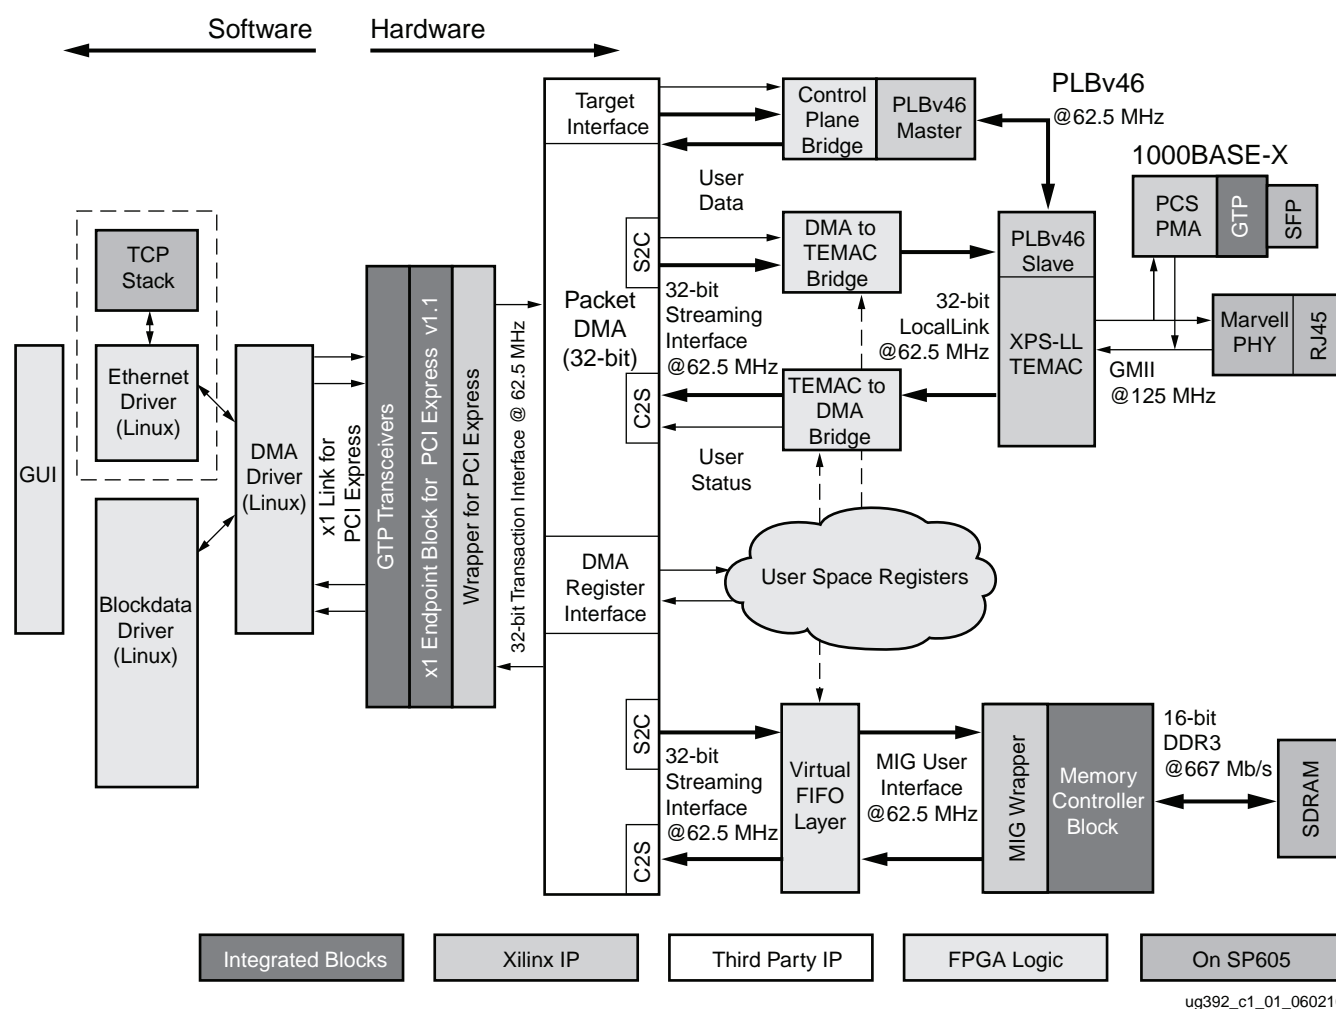 Software
Hardware
Target
Interface
Control
Plane
Bridge
PLBv46
Master
PLBv46
@62.5 MHz
1000BASE-X
PCS
PMA
GTP
SFP
User
Data
TCP
Stack
S2C
DMA to
TEMAC
Bridge
PLBv46
Slave
Packet
DMA
(32-bit)
32-bit
Streaming
Interface
@62.5 MHz
32-bit
LocalLink
@62.5 MHz
XPS-LL
TEMAC
Marvell
PHY
RJ45
GMII
@125 MHz
Ethernet
Driver
(Linux)
C2S
TEMAC to
DMA
Bridge
GUI
DMA
Driver
(Linux)
x1 Link for
PCI Express
GTP Transceivers
x1 Endpoint Block for PCI Express v1.1
Wrapper for PCI Express
32-bit Transaction Interface @ 62.5 MHz
User
Status
DMA
Register
Interface
User Space Registers
Blockdata
Driver
(Linux)
S2C
32-bit
Streaming
Interface
@62.5 MHz
C2S
Virtual
FIFO
Layer
MIG User
Interface
@62.5 MHz
MIG Wrapper
Memory
Controller
Block
16-bit
DDR3
@667 Mb/s
SDRAM
Integrated Blocks
Xilinx IP
Third Party IP
FPGA Logic
On SP605
ug392_c1_01_06021